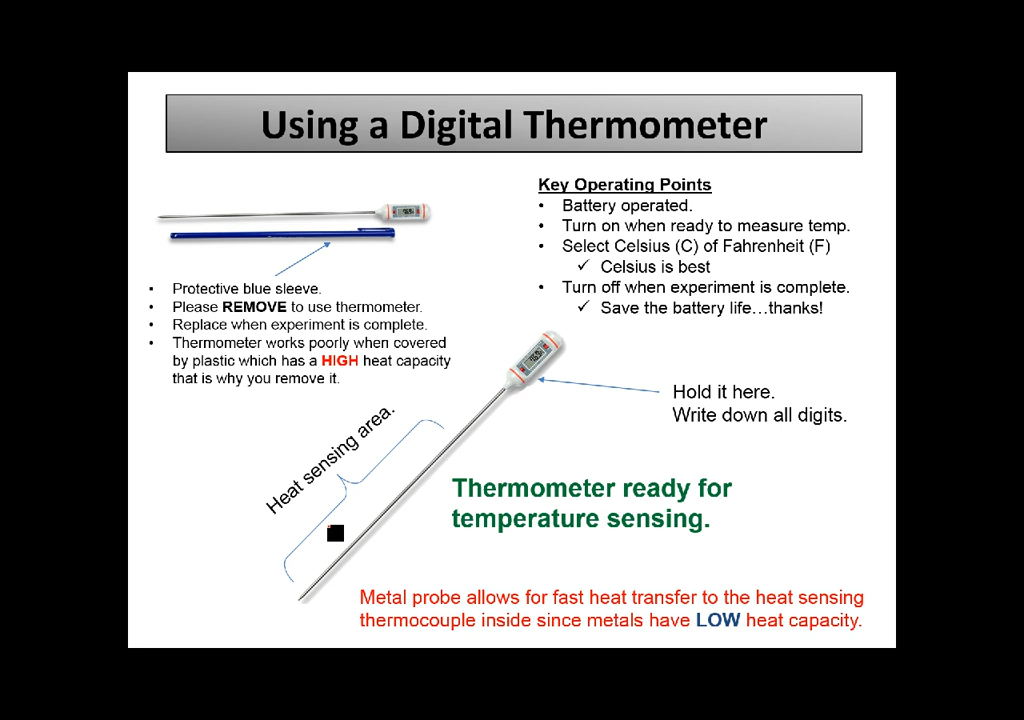 Using a Digital Thermometer
Key Operating Points
• Battery operated.
• Turn on when ready to measure temp.
• Select Celsius (C) of Fahrenheit (F)
✓ Celsius is best
• Turn off when experiment is complete.
✓ Save the battery life…thanks!
• Protective blue sleeve.
• Please REMOVE to use thermometer.
• Replace when experiment is complete.
• Thermometer works poorly when covered
by plastic which has a HIGH heat capacity
that is why you remove it.
Hold it here.
Write down all digits.
Heat sensing area.
Thermometer ready for
temperature sensing.
Metal probe allows for fast heat transfer to the heat sensing
thermocouple inside since metals have LOW heat capacity.